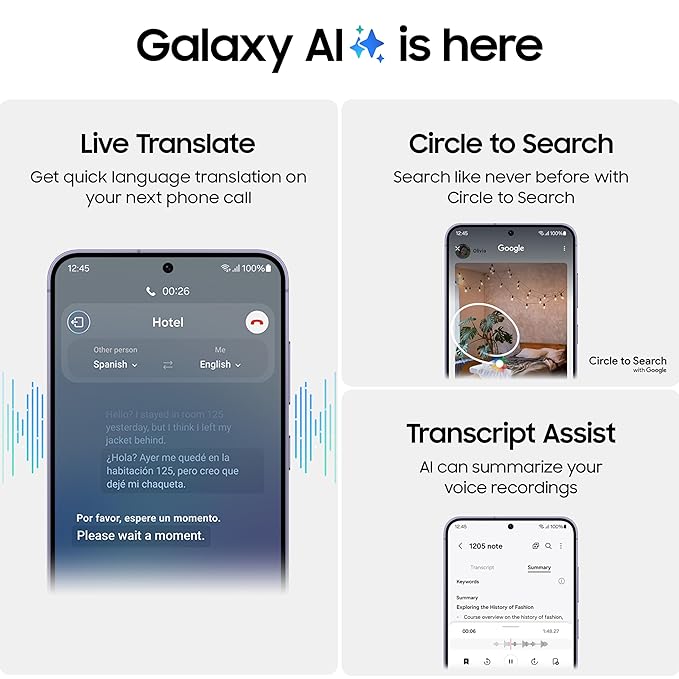 Galaxy AI is here
Live Translate
Get quick language translation on
your next phone call
12:45
100%
00:26
Hotel
Other person
Me
Spanish
English
Hello? I stayed in room 125
yesterday, but I think i left my
jacket behind.
¿Hola? Ayer me quedé en la
habitación 125, pero creo que
dejé mi chaqueta.
Por favor, espere un momento.
Please wait a moment.
Circle to Search
Search like never before with
Circle to Search
12:45
100%
Olivia
Google
Circle to Search
with Google
Transcript Assist
AI can summarize your
voice recordings
12:45
100%
1205 note
Transcript
Summary
Keywords
Summary
Exploring the History of Fashion
- Course overview on the history of fashion,
00:06
1:48.27